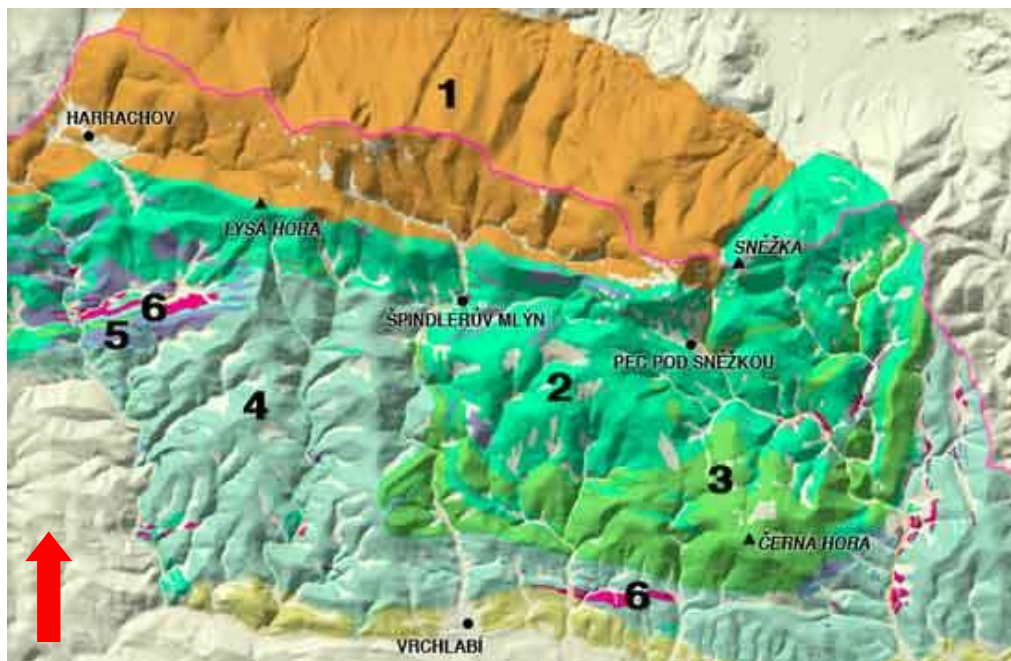 1
HARRACHOV
LYSÁ HORA
SNĚŽKA
6
5
ŠPINDLERŮV MLÝN
PEC POD SNĚŽKOU
2
4
3
ČERNÁ HORA
6
VRCHLABÍ